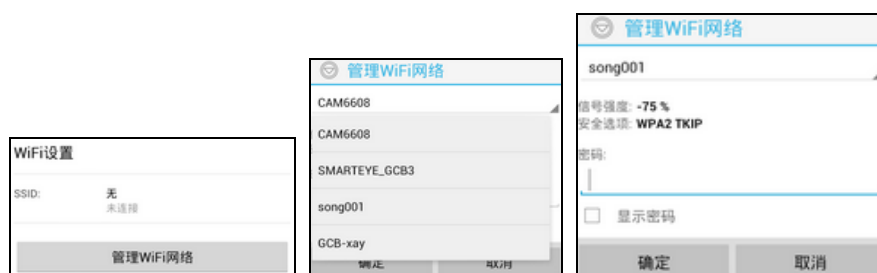 WiFi设置
SSID:
无
未连接
管理WiFi网络
管理WiFi网络
CAM6608
CAM6608
SMARTEYE_GCB3
song001
GCB-xay
确定
取消
管理WiFi网络
song001
信号强度: -75 %
安全选项: WPA2 TKIP
密码:
显示密码
确定
取消